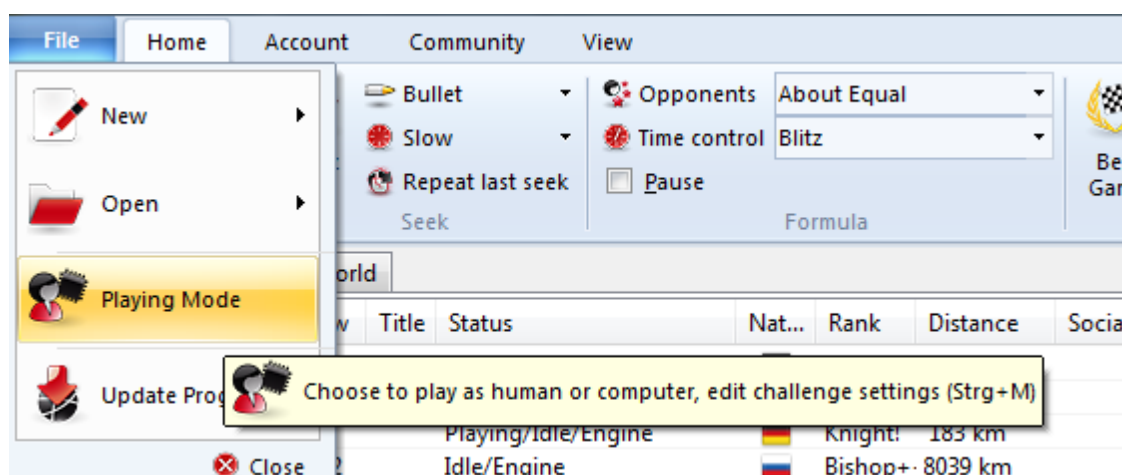 File Home Account Community View
New
Open
Playing Mode
Close
Bullet
Slow
Repeat last seek
Seek
Opponents About Equal
Time control Blitz
Pause
Formula
Title Status Nat... Rank Distance
Choose to play as human or computer, edit challenge settings (Strg+M)
Update
Playing/Idle/Engine Knight! 183 km
Idle/Engine Bishop+ 8039 km